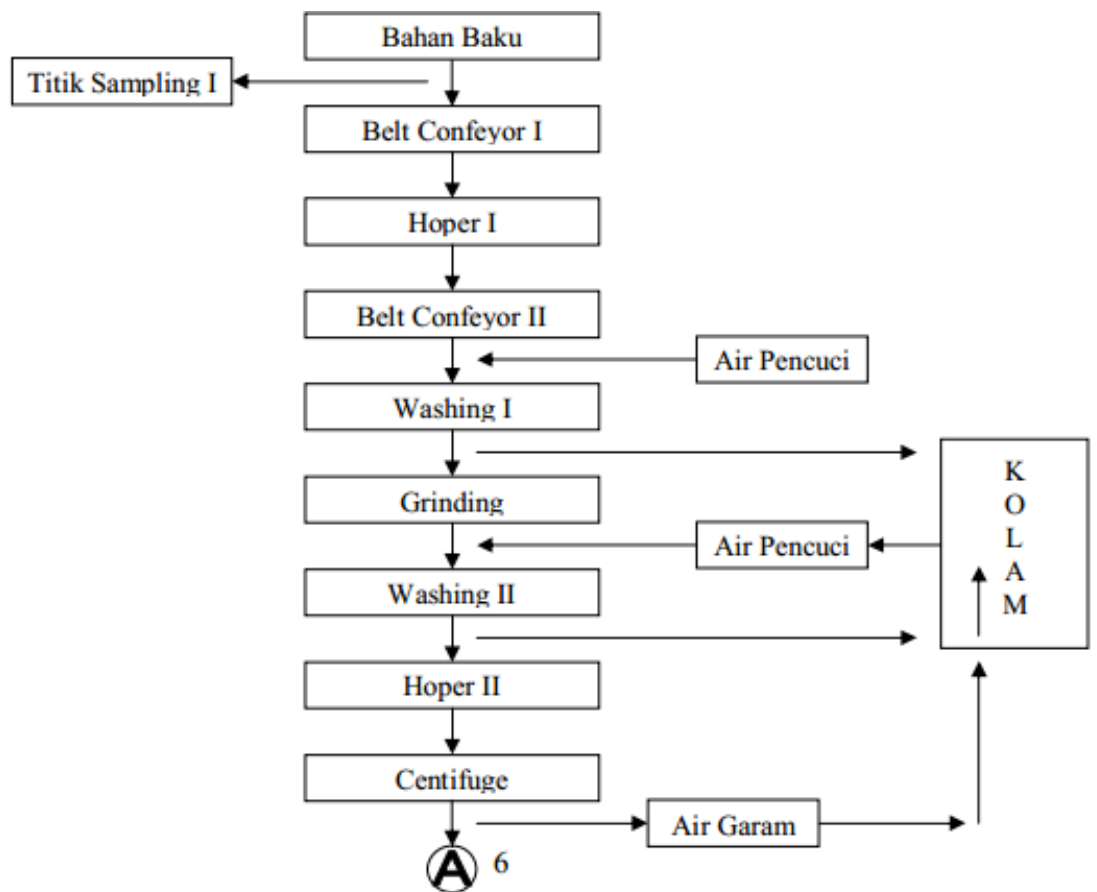 Bahan Baku
Titik Sampling I
Belt Confeyor I
Hoper I
Belt Confeyor II
Air Pencuci
Washing I
K
O
L
A
M
Grinding
Air Pencuci
Washing II
Hoper II
Centifuge
Air Garam
A 6